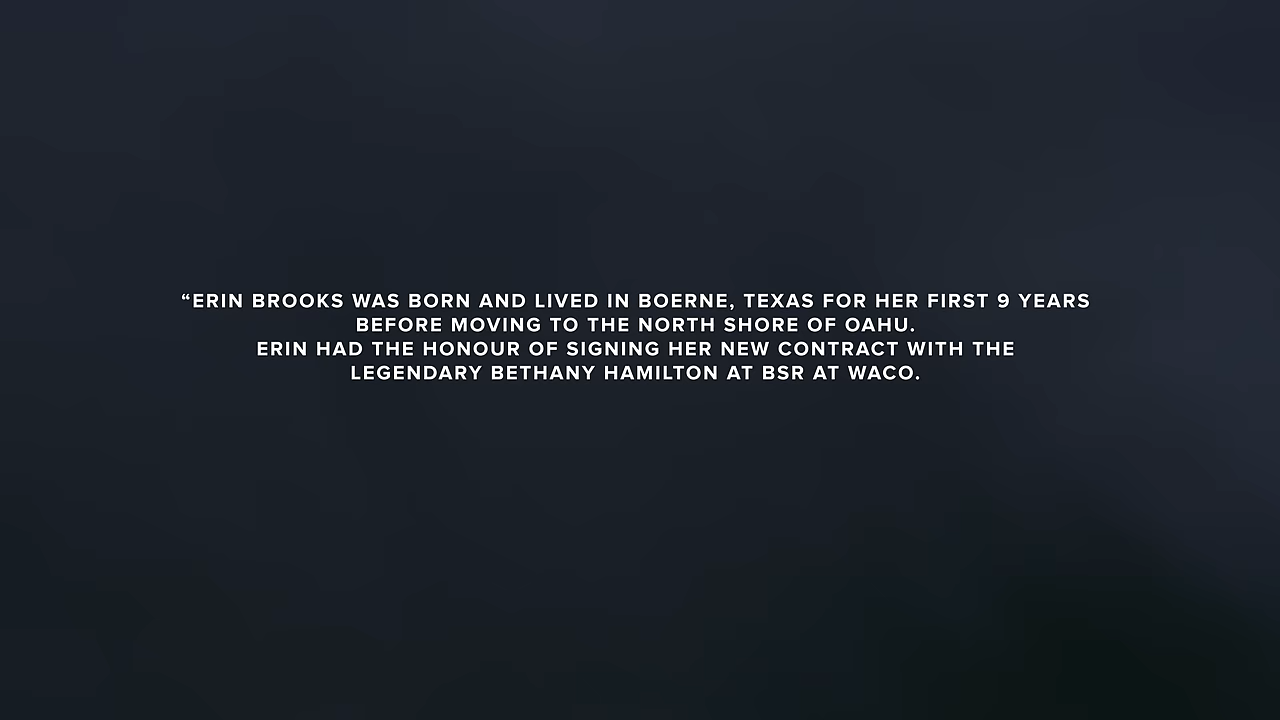 “ERIN BROOKS WAS BORN AND LIVED IN BOERNE, TEXAS FOR HER FIRST 9 YEARS
BEFORE MOVING TO THE NORTH SHORE OF OAHU.
ERIN HAD THE HONOUR OF SIGNING HER NEW CONTRACT WITH THE
LEGENDARY BETHANY HAMILTON AT BSR AT WACO.